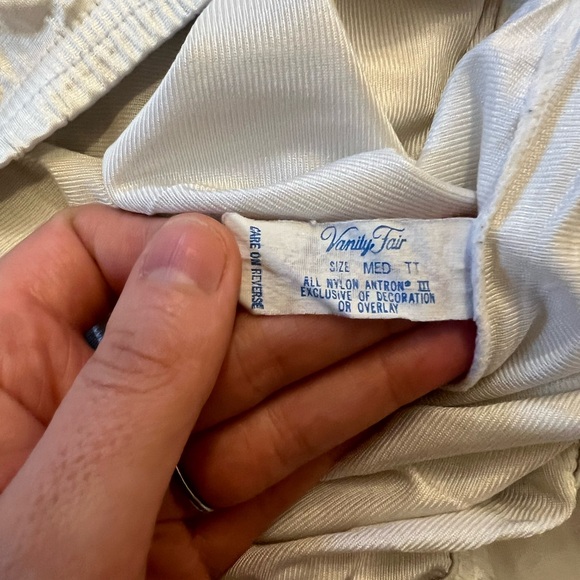 Vanity Fair
SIZE MED TT
ALL NYLON ANTRON® III
EXCLUSIVE OF DECORATION
OR OVERLAY
CARE ON REVERSE